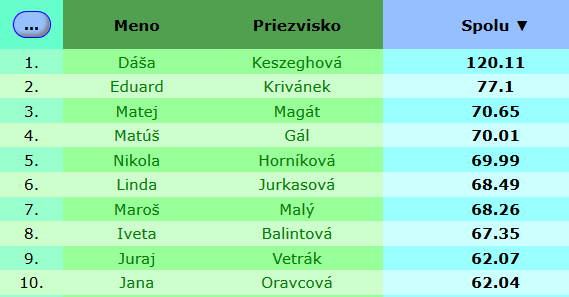 ... Meno Priezvisko Spolu ▼
1. Dáša Keszeghová 120.11
2. Eduard Krivánek 77.1
3. Matej Magát 70.65
4. Matúš Gál 70.01
5. Nikola Horníková 69.99
6. Linda Jurkasová 68.49
7. Maroš Malý 68.26
8. Iveta Balintová 67.35
9. Juraj Vetrák 62.07
10. Jana Oravcová 62.04